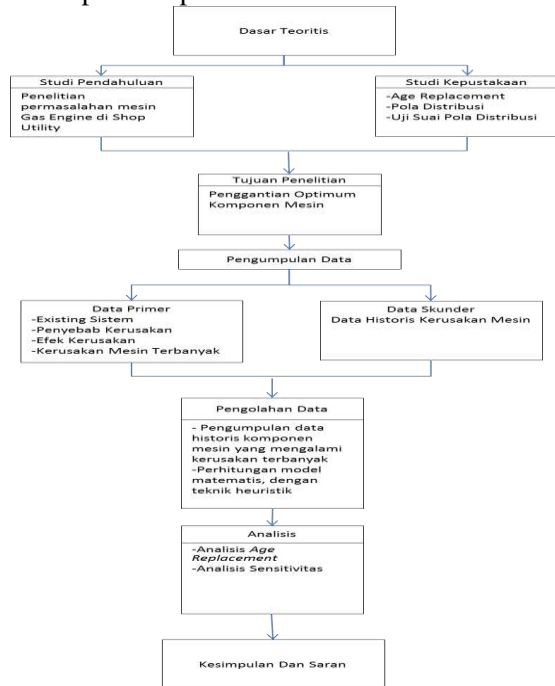 Dasar Teoritis
Studi Pendahuluan
Penelitian
permasalahan mesin
Gas Engine di Shop
Utility
Studi Kepustakaan
-Age Replacement
-Pola Distribusi
-Uji Suai Pola Distribusi
Tujuan Penelitian
Penggantian Optimum
Komponen Mesin
Pengumpulan Data
Data Primer
-Existing Sistem
-Penyebab Kerusakan
-Efek Kerusakan
-Kerusakan Mesin Terbanyak
Data Skunder
Data Historis Kerusakan Mesin
Pengolahan Data
- Pengumpulan data
historis komponen
mesin yang mengalami
kerusakan terbanyak
-Perhitungan model
matematis, dengan
teknik heuristik
Analisis
-Analisis Age
Replacement
-Analisis Sensitivitas
Kesimpulan Dan Saran